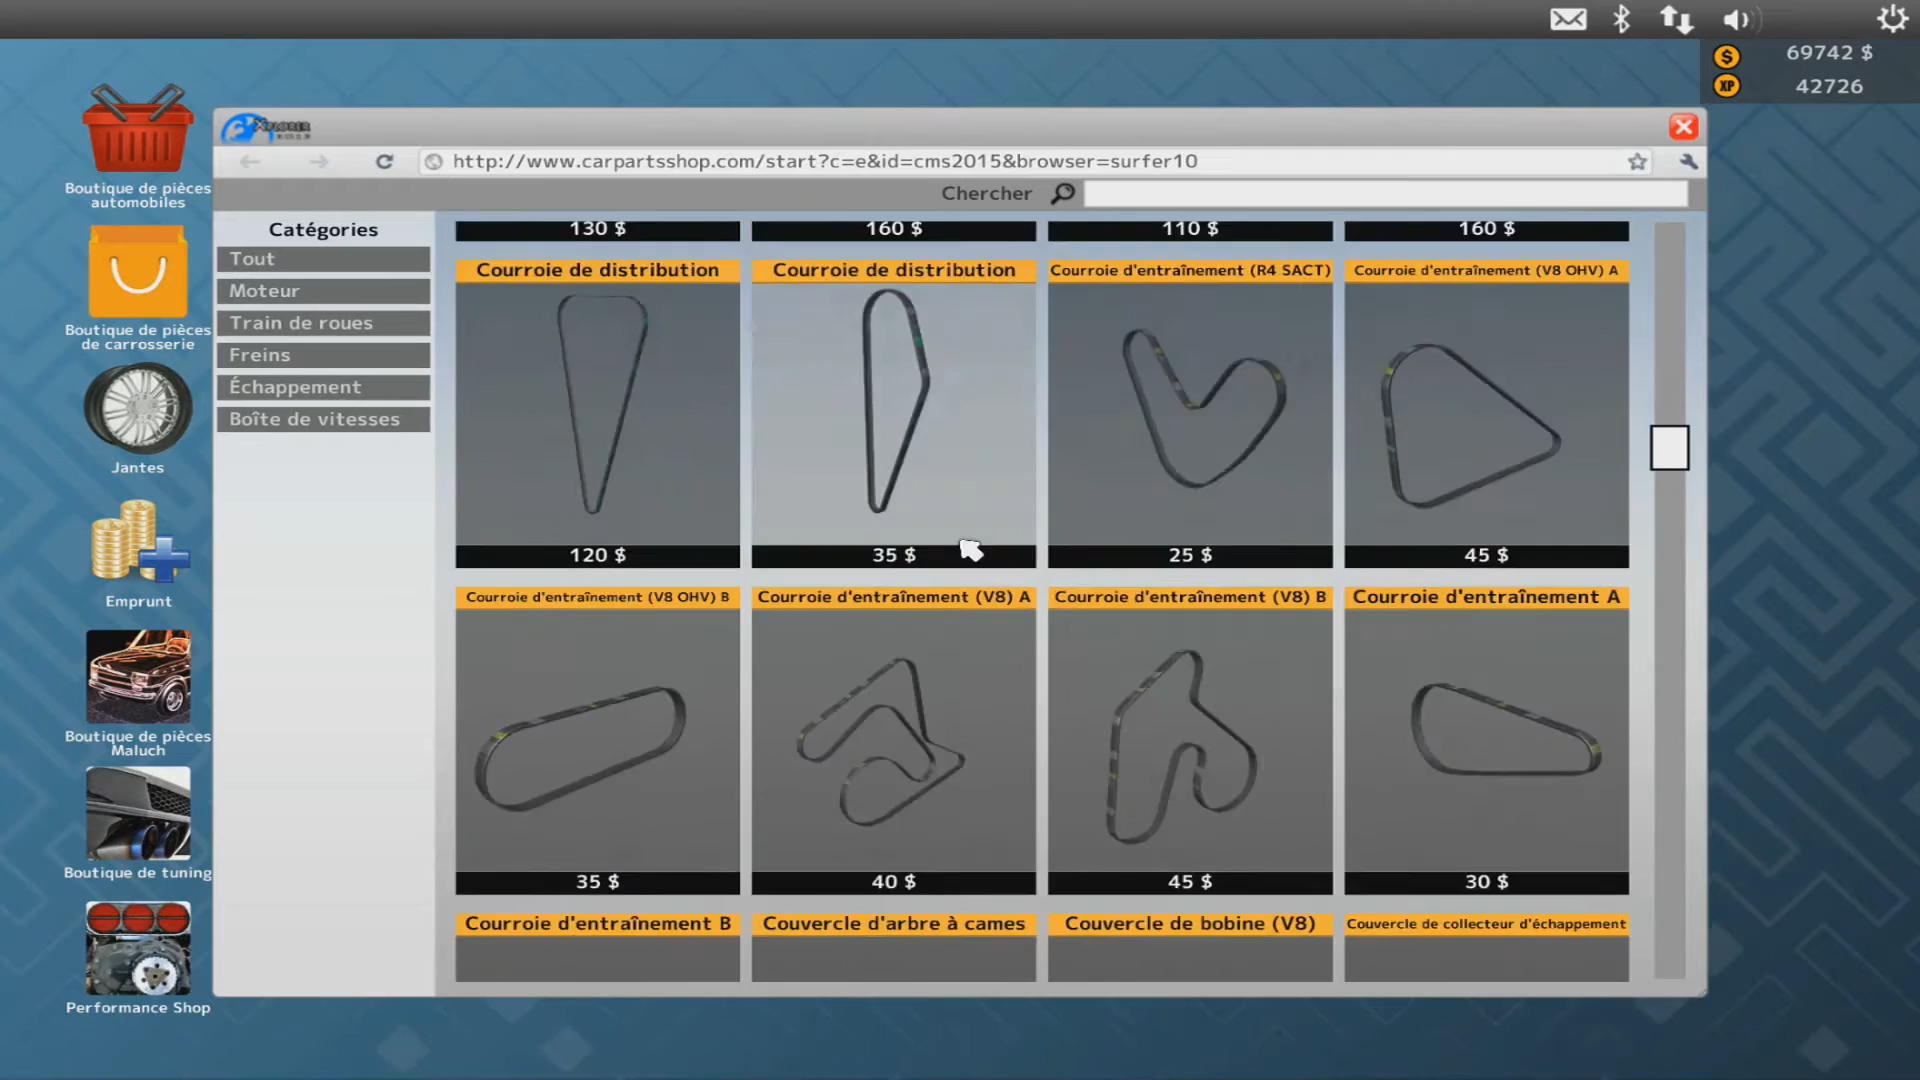 69742 $
XP 42726
Boutique de pièces
automobiles
Boutique de pièces
de carrosserie
Jantes
Emprunt
Boutique de pièces
Maluch
Boutique de tuning
Performance Shop
XPLORER
http://www.carpartsshop.com/start?c=e&id=cms2015&browser=surfer10
Chercher
Catégories
Tout
Moteur
Train de roues
Freins
Échappement
Boîte de vitesses
130 $ 160 $ 110 $ 160 $
Courroie de distribution Courroie de distribution Courroie d'entraînement (R4 SACT) Courroie d'entraînement (V8 OHV) A
120 $ 35 $ 25 $ 45 $
Courroie d'entraînement (V8 OHV) B Courroie d'entraînement (V8) A Courroie d'entraînement (V8) B Courroie d'entraînement A
35 $ 40 $ 45 $ 30 $
Courroie d'entraînement B Couvercle d'arbre à cames Couvercle de bobine (V8) Couvercle de collecteur d'échappement